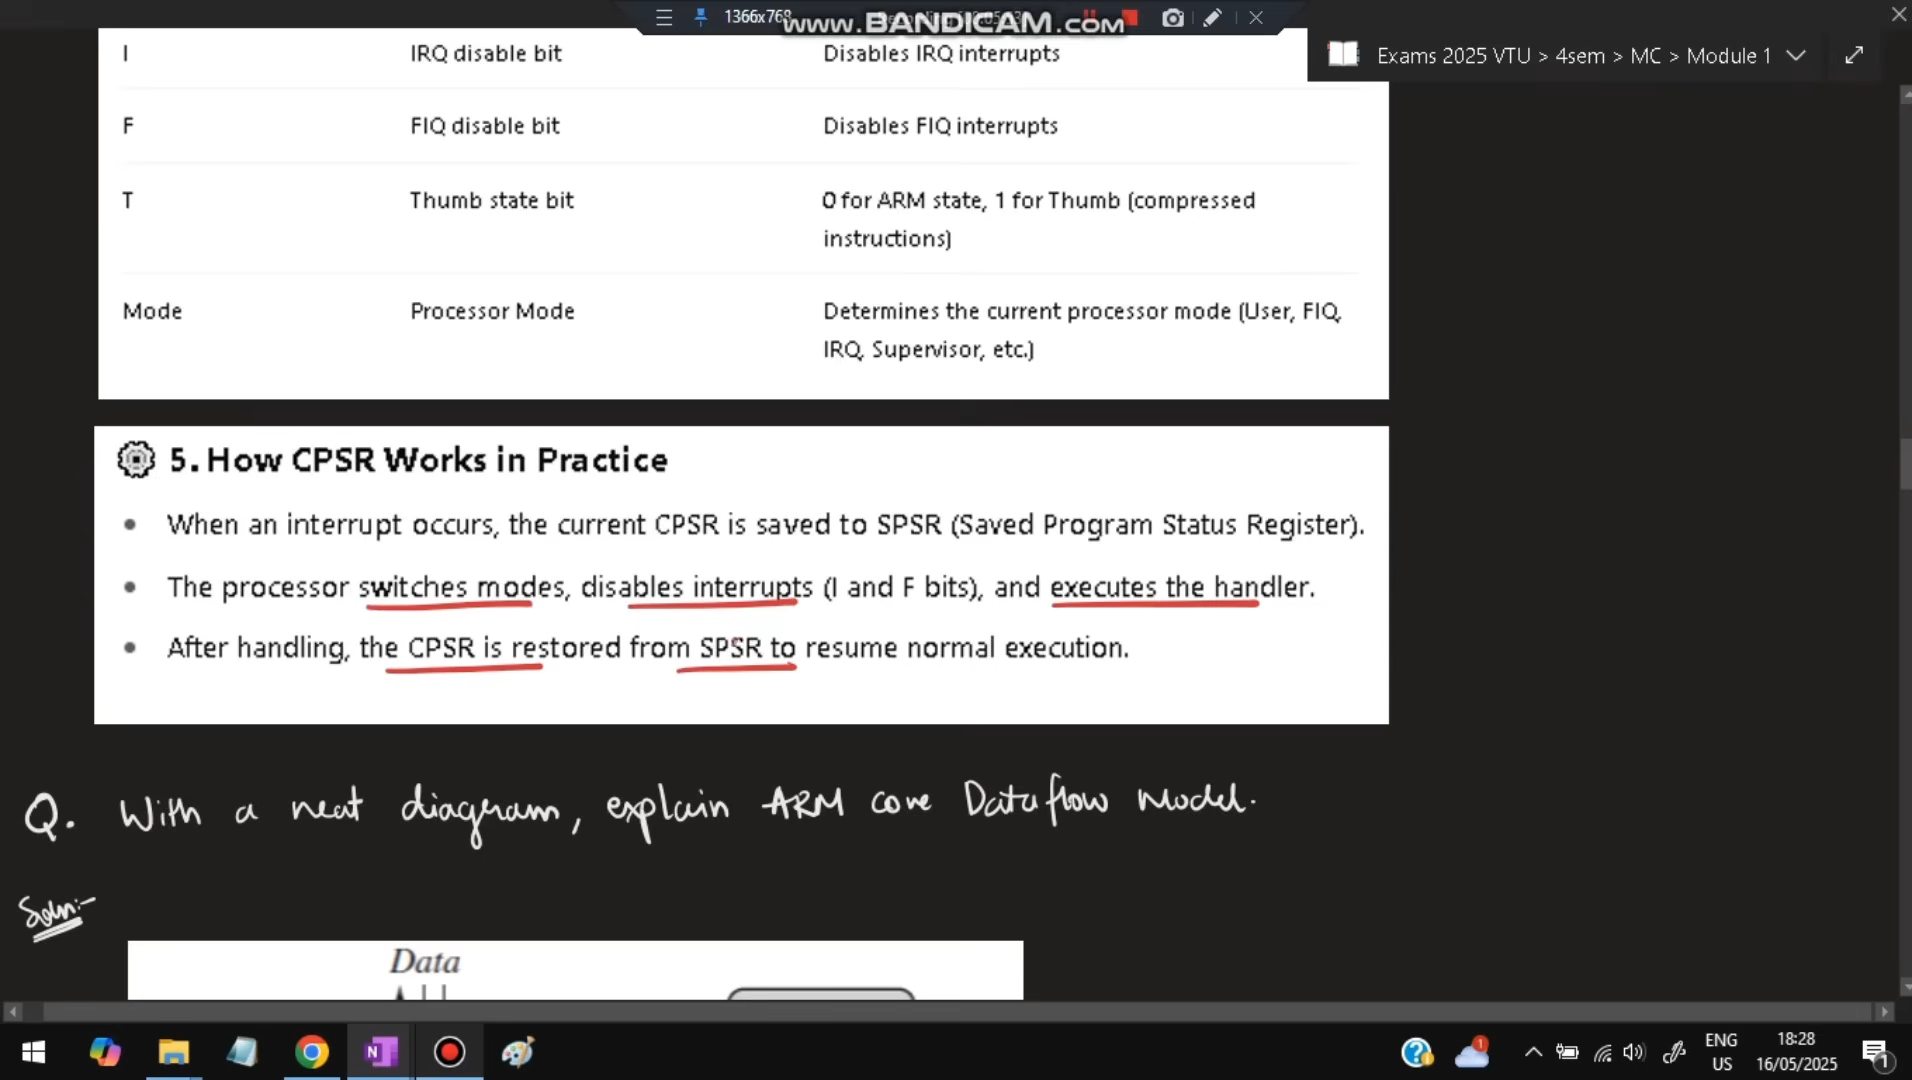 1366x768
www.BANDICAM.com
Exams 2025 VTU > 4sem > MC > Module 1
I IRQ disable bit Disables IRQ interrupts
F FIQ disable bit Disables FIQ interrupts
T Thumb state bit 0 for ARM state, 1 for Thumb (compressed
instructions)
Mode Processor Mode Determines the current processor mode (User, FIQ,
IRQ, Supervisor, etc.)
5. How CPSR Works in Practice
• When an interrupt occurs, the current CPSR is saved to SPSR (Saved Program Status Register).
• The processor switches modes, disables interrupts (I and F bits), and executes the handler.
• After handling, the CPSR is restored from SPSR to resume normal execution.
Q. With a neat diagram, explain ARM core Dataflow Model.
Soln:-
Data
N
1
ENG
US
18:28
16/05/2025
1